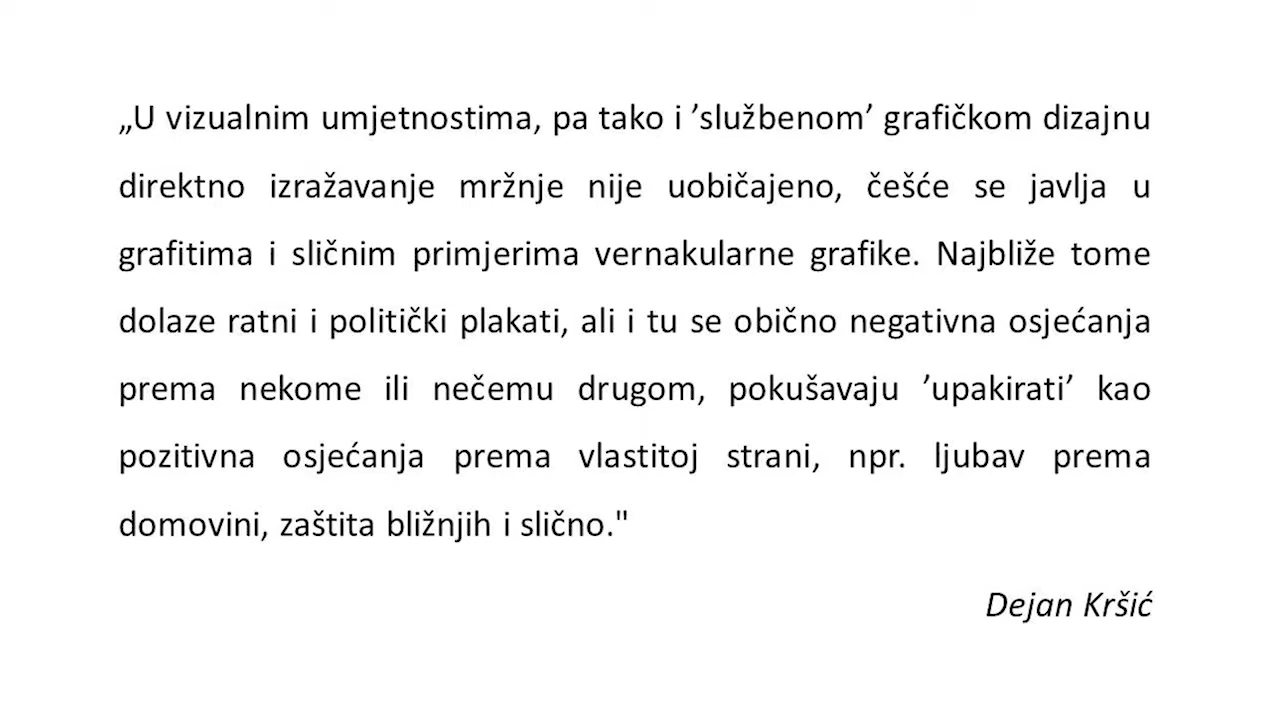 „U vizualnim umjetnostima, pa tako i ’službenom’ grafičkom dizajnu
direktno izražavanje mržnje nije uobičajeno, češće se javlja u
grafitima i sličnim primjerima vernakularne grafike. Najbliže tome
dolaze ratni i politički plakati, ali i tu se obično negativna osjećanja
prema nekome ili nečemu drugom, pokušavaju ’upakirati’ kao
pozitivna osjećanja prema vlastitoj strani, npr. ljubav prema
domovini, zaštita bližnjih i slično."
Dejan Kršić